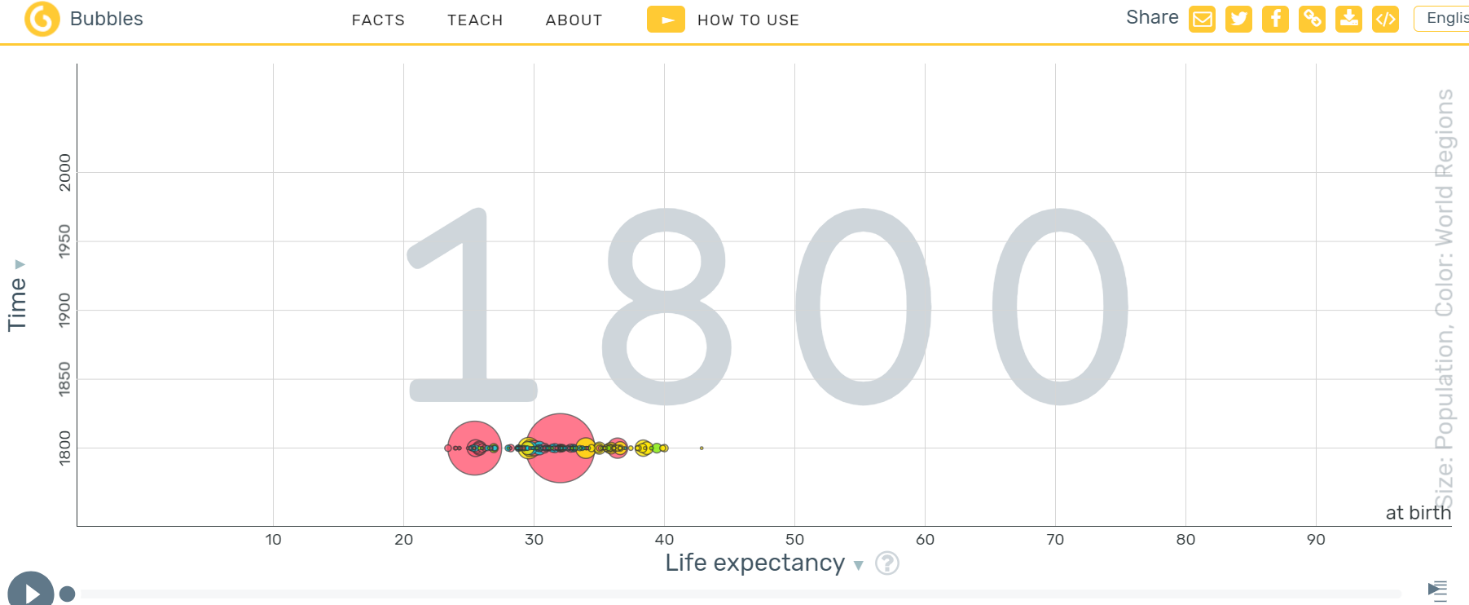 Bubbles
FACTS
TEACH
ABOUT
HOW TO USE
Share
Englis
2000
1950
1900
1850
1800
Time
1800
Size: Population, Color: World Regions
at birth
10 20 30 40 50 60 70 80 90
Life expectancy
?